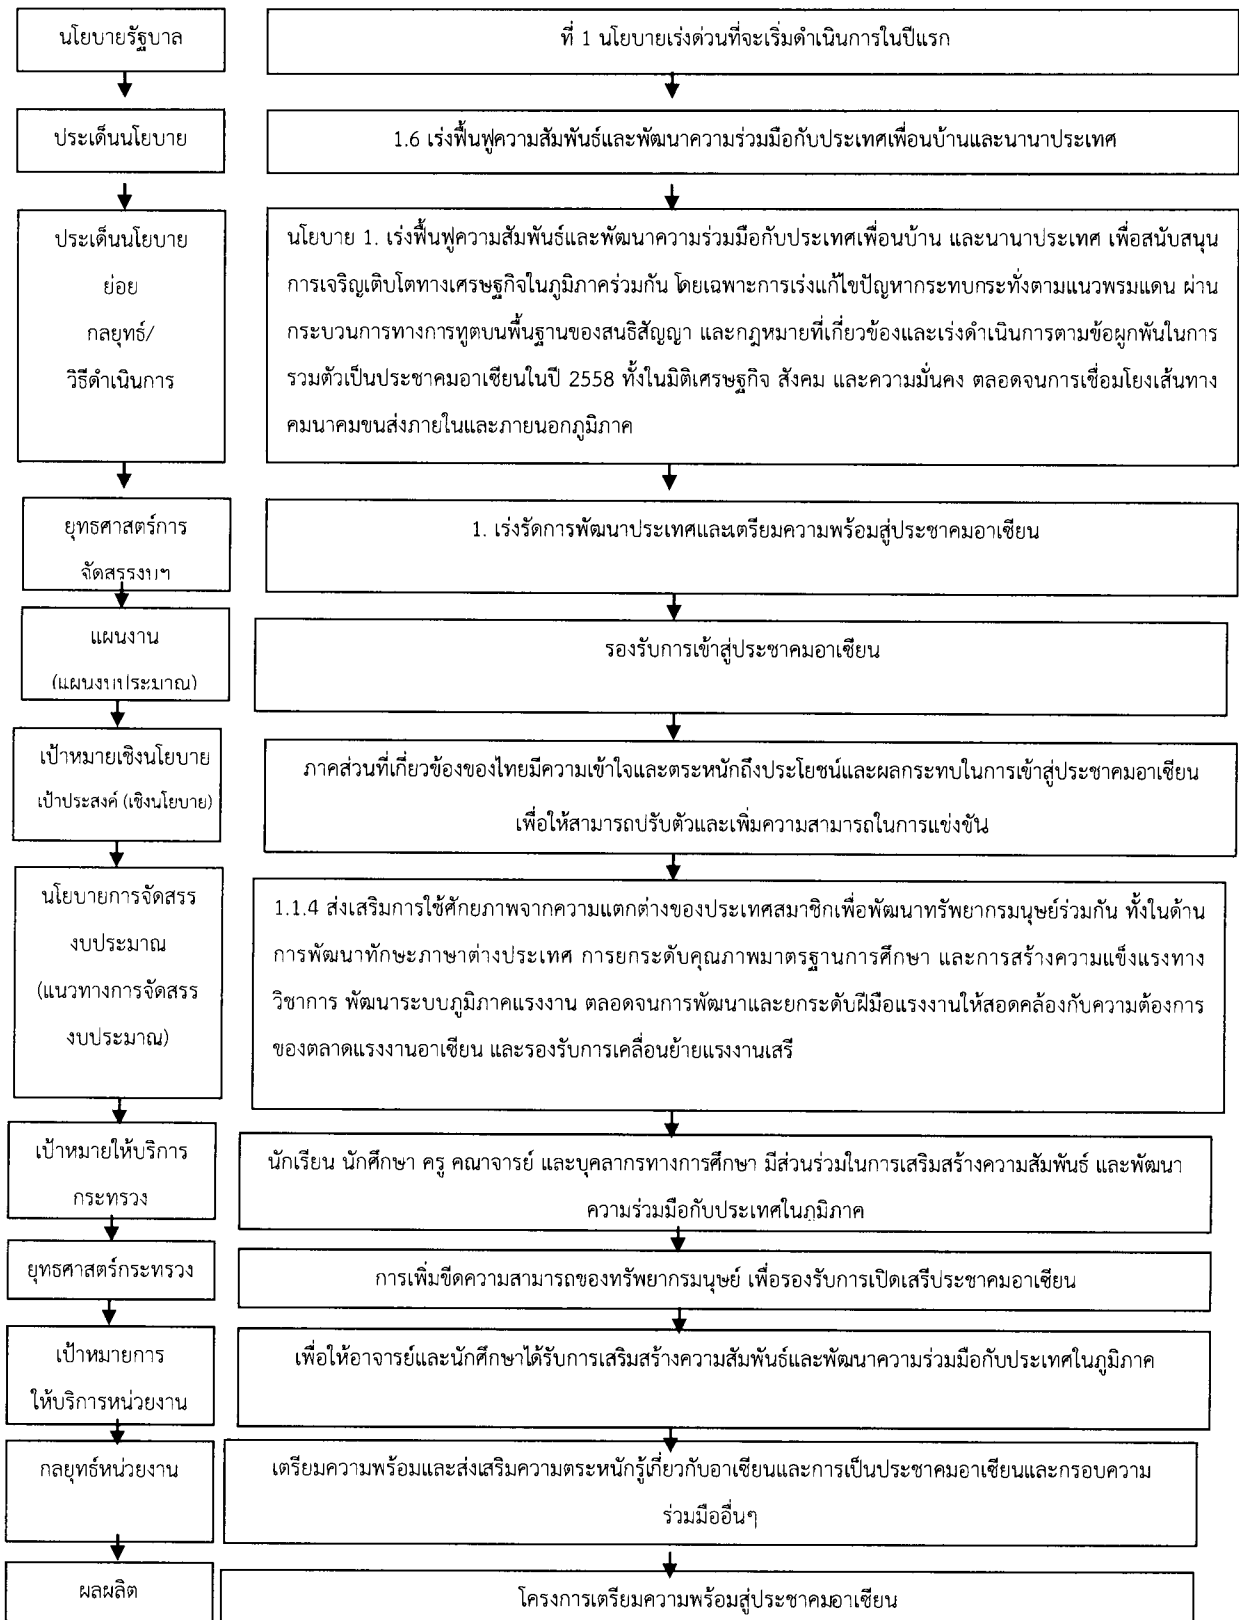 นโยบายรัฐบาล
ที่ 1 นโยบายเร่งด่วนที่จะเริ่มดำเนินการในปีแรก
ประเด็นนโยบาย
1.6 เร่งฟื้นฟูความสัมพันธ์และพัฒนาความร่วมมือกับประเทศเพื่อนบ้านและนานาประเทศ
ประเด็นนโยบาย
ย่อย
กลยุทธ์/
วิธีดำเนินการ
นโยบาย 1. เร่งฟื้นฟูความสัมพันธ์และพัฒนาความร่วมมือกับประเทศเพื่อนบ้าน และนานาประเทศ เพื่อสนับสนุน
การเจริญเติบโตทางเศรษฐกิจในภูมิภาคร่วมกัน โดยเฉพาะการเร่งแก้ไขปัญหากระทบกระทั่งตามแนวพรมแดน ผ่าน
กระบวนการทางการทูตบนพื้นฐานของสนธิสัญญา และกฎหมายที่เกี่ยวข้องและเร่งดำเนินการตามข้อผูกพันในการ
รวมตัวเป็นประชาคมอาเซียนในปี 2558 ทั้งในมิติเศรษฐกิจ สังคม และความมั่นคง ตลอดจนการเชื่อมโยงเส้นทาง
คมนาคมขนส่งภายในและภายนอกภูมิภาค
ยุทธศาสตร์การ
จัดสรรงบฯ
1. เร่งรัดการพัฒนาประเทศและเตรียมความพร้อมสู่ประชาคมอาเซียน
แผนงาน
(แผนงบประมาณ)
รองรับการเข้าสู่ประชาคมอาเซียน
เป้าหมายเชิงนโยบาย
เป้าประสงค์ (เชิงนโยบาย)
ภาคส่วนที่เกี่ยวข้องของไทยมีความเข้าใจและตระหนักถึงประโยชน์และผลกระทบในการเข้าสู่ประชาคมอาเซียน
เพื่อให้สามารถปรับตัวและเพิ่มความสามารถในการแข่งขัน
นโยบายการจัดสรร
งบประมาณ
(แนวทางการจัดสรร
งบประมาณ)
1.1.4 ส่งเสริมการใช้ศักยภาพจากความแตกต่างของประเทศสมาชิกเพื่อพัฒนาทรัพยากรมนุษย์ร่วมกัน ทั้งในด้าน
การพัฒนาทักษะภาษาต่างประเทศ การยกระดับคุณภาพมาตรฐานการศึกษา และการสร้างความแข็งแรงทาง
วิชาการ พัฒนาระบบภูมิภาคแรงงาน ตลอดจนการพัฒนาและยกระดับฝีมือแรงงานให้สอดคล้องกับความต้องการ
ของตลาดแรงงานอาเซียน และรองรับการเคลื่อนย้ายแรงงานเสรี
เป้าหมายให้บริการ
กระทรวง
นักเรียน นักศึกษา ครู คณาจารย์ และบุคลากรทางการศึกษา มีส่วนร่วมในการเสริมสร้างความสัมพันธ์ และพัฒนา
ความร่วมมือกับประเทศในภูมิภาค
ยุทธศาสตร์กระทรวง
การเพิ่มขีดความสามารถของทรัพยากรมนุษย์ เพื่อรองรับการเปิดเสรีประชาคมอาเซียน
เป้าหมายการ
ให้บริการหน่วยงาน
เพื่อให้อาจารย์และนักศึกษาได้รับการเสริมสร้างความสัมพันธ์และพัฒนาความร่วมมือกับประเทศในภูมิภาค
กลยุทธ์หน่วยงาน
เตรียมความพร้อมและส่งเสริมความตระหนักรู้เกี่ยวกับอาเซียนและการเป็นประชาคมอาเซียนและกรอบความ
ร่วมมืออื่นๆ
ผลผลิต
โครงการเตรียมความพร้อมสู่ประชาคมอาเซียน